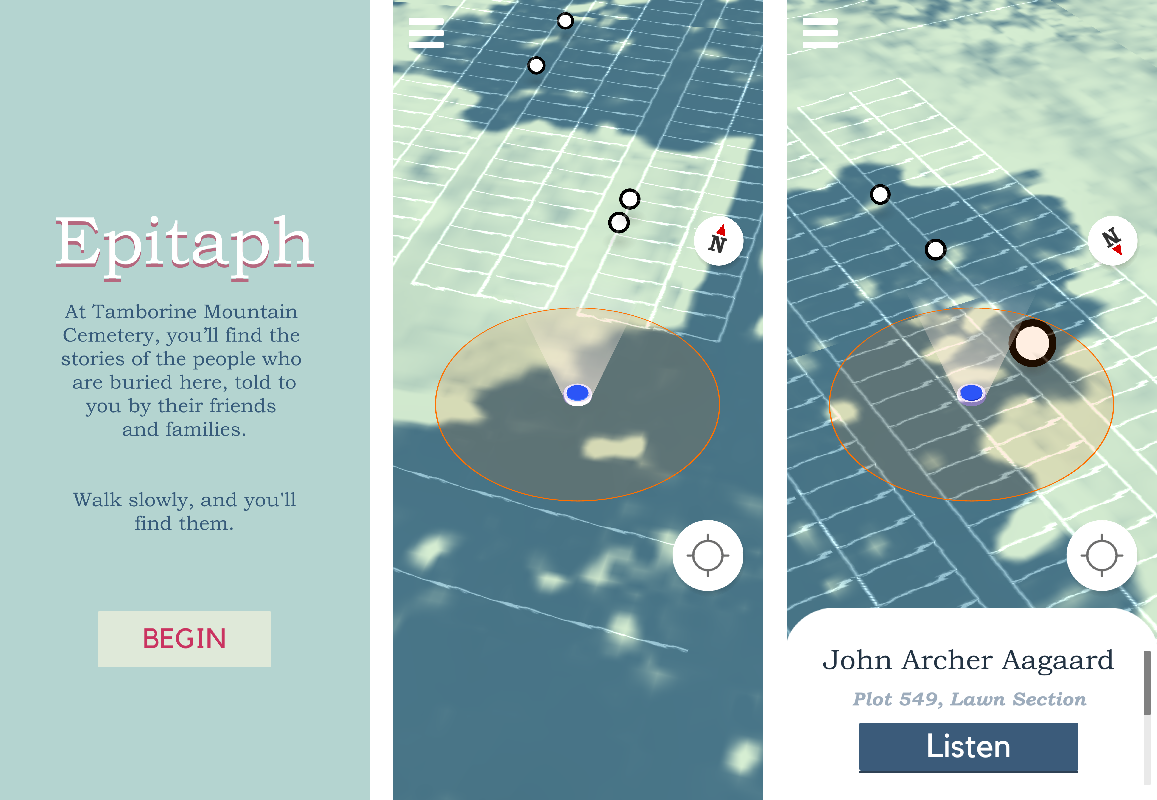 Epitaph
At Tamborine Mountain
Cemetery, you'll find the
stories of the people who
are buried here, told to
you by their friends
and families.
Walk slowly, and you'll
find them.
BEGIN
N
N
John Archer Aagaard
Plot 549, Lawn Section
Listen